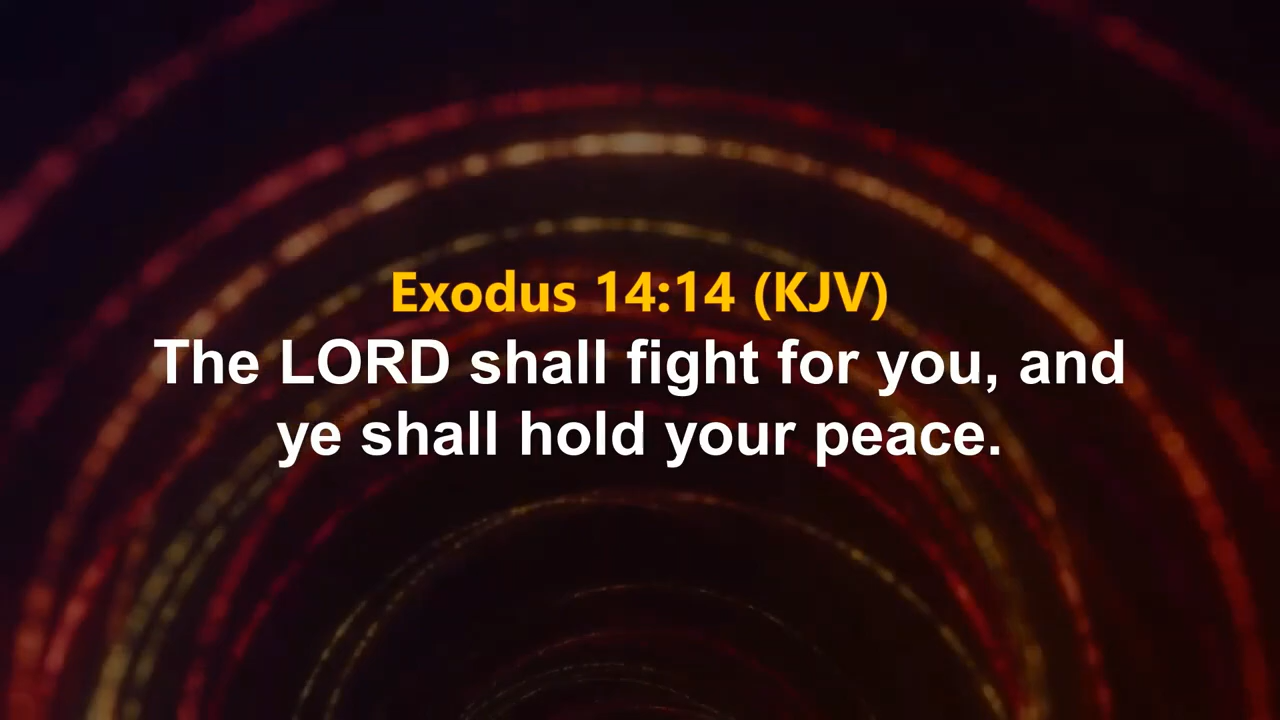 Exodus 14:14 (KJV)
The LORD shall fight for you, and
ye shall hold your peace.